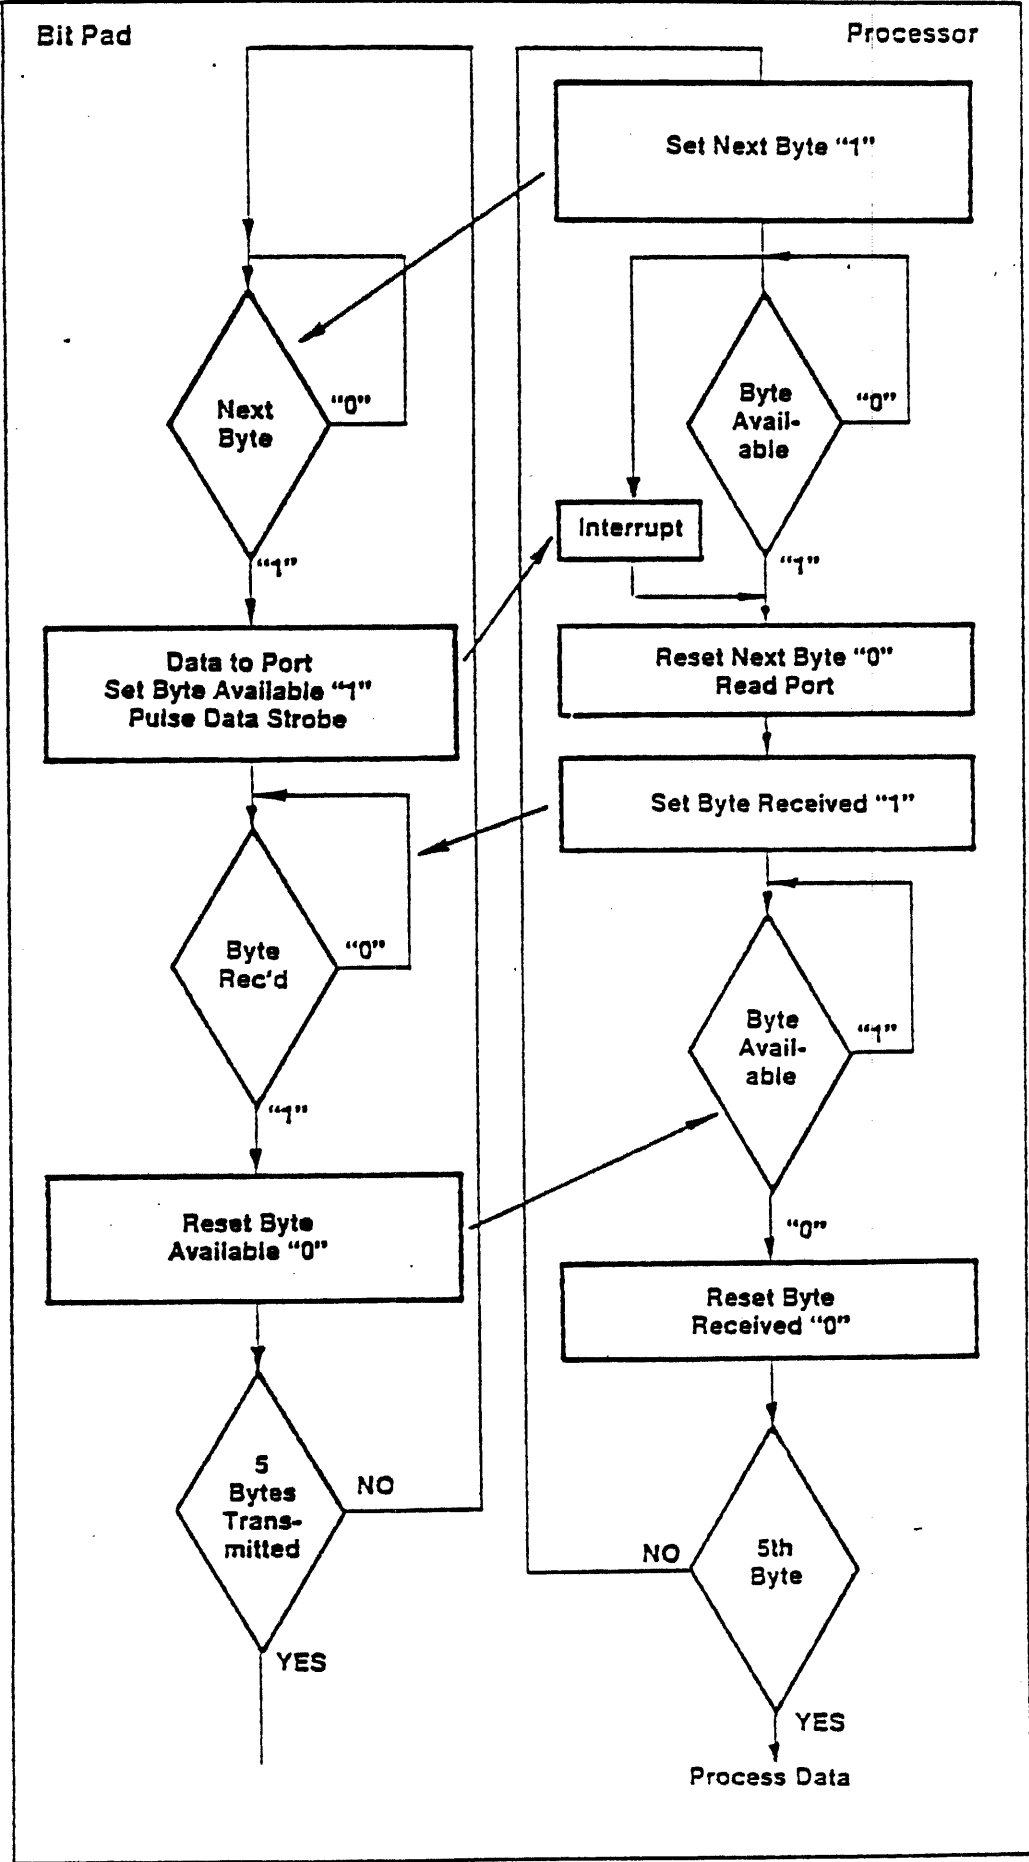 Bit Pad
Processor
Set Next Byte “1”
Next
Byte
“0”
“1”
Byte
Avail-
able
“0”
“1”
Interrupt
Data to Port
Set Byte Available “1”
Pulse Data Strobe
Reset Next Byte “0”
Read Port
Set Byte Received “1”
Byte
Rec'd
“0”
“1”
Byte
Avail-
able
“1”
“0”
Reset Byte
Available “0”
Reset Byte
Received “0”
5
Bytes
Trans-
mitted
NO
YES
5th
Byte
NO
YES
Process Data